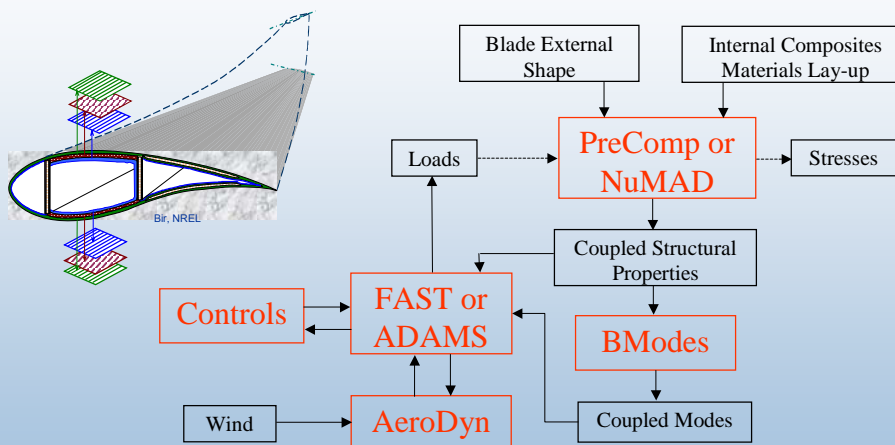 Blade External
Shape
Internal Composites
Materials Lay-up
Loads
PreComp or
NuMAD
Stresses
Bir, NREL
Coupled Structural
Properties
Controls
FAST or
ADAMS
BModes
Wind
AeroDyn
Coupled Modes